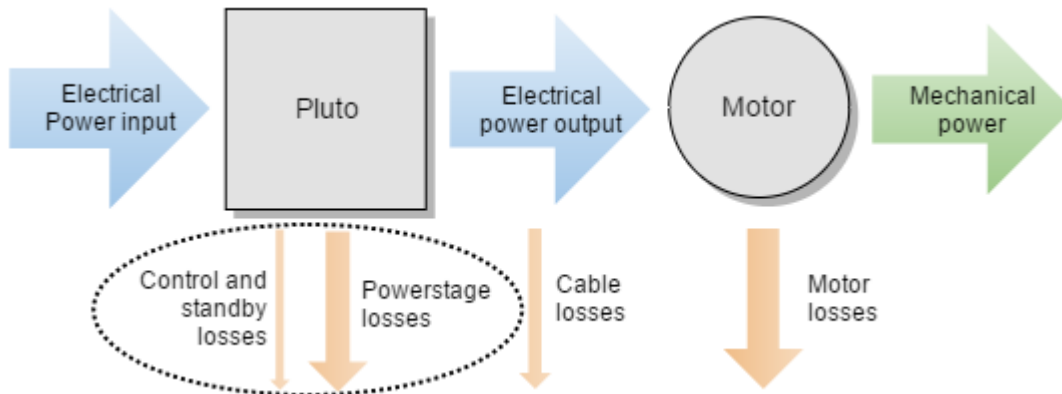 Electrical
Power input
Pluto
Electrical
power output
Motor
Mechanical
power
Control and
standby
losses
Powerstage
losses
Cable
losses
Motor
losses